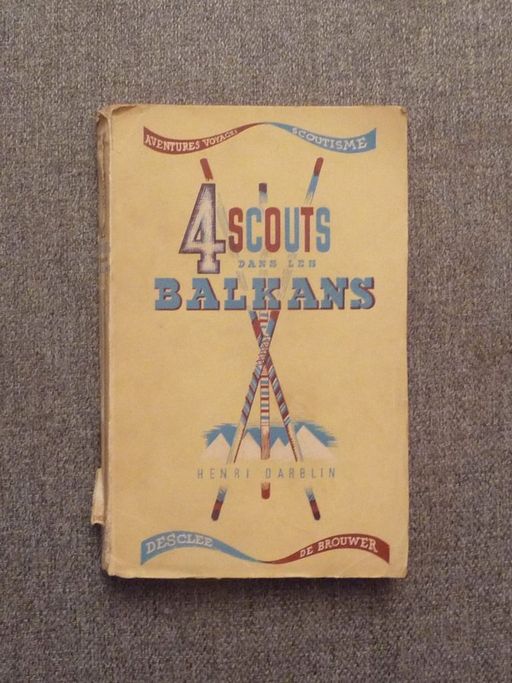 AVENTURES VOYAGES SCOUTISME
4 SCOUTS
DANS LES
BALKANS
HENRI DARBLIN
DESCLEE DE BROUWER